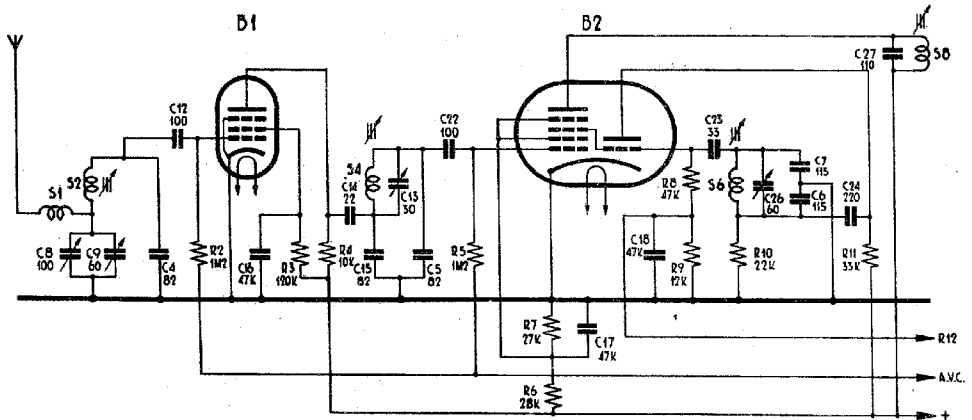 B1
B2
C12
100
C27
110
S8
S2
S1
C8
100
C9
60
C4
82
R2
1M2
C16
47K
R3
120K
R4
10K
C14
22
S4
C13
30
C15
82
C5
82
C22
100
R5
1M2
R7
27K
C17
47K
R6
28K
R8
47K
C18
47K
R9
12K
C23
33
S6
C26
60
R10
22K
C7
115
C6
115
C24
220
R11
33K
R12
A.V.C.
+